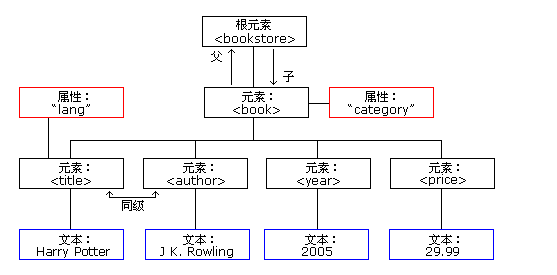 根元素
<bookstore>
父
子
属性：
“lang”
元素：
<book>
属性：
“category”
元素：
<title>
元素：
<author>
元素：
<year>
元素：
<price>
同级
文本：
Harry Potter
文本：
J K. Rowling
文本：
2005
文本：
29.99